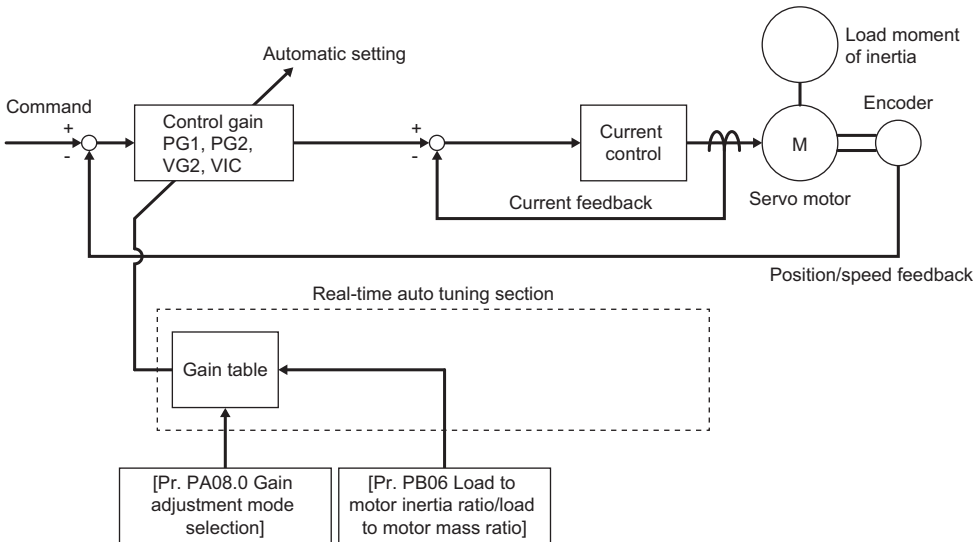 Load moment
of inertia
Automatic setting
Command
Encoder
+
-
Control gain
PG1, PG2,
VG2, VIC
+
-
Current
control
M
Current feedback
Servo motor
Position/speed feedback
Real-time auto tuning section
Gain table
[Pr. PA08.0 Gain
adjustment mode
selection]
[Pr. PB06 Load to
motor inertia ratio/load
to motor mass ratio]